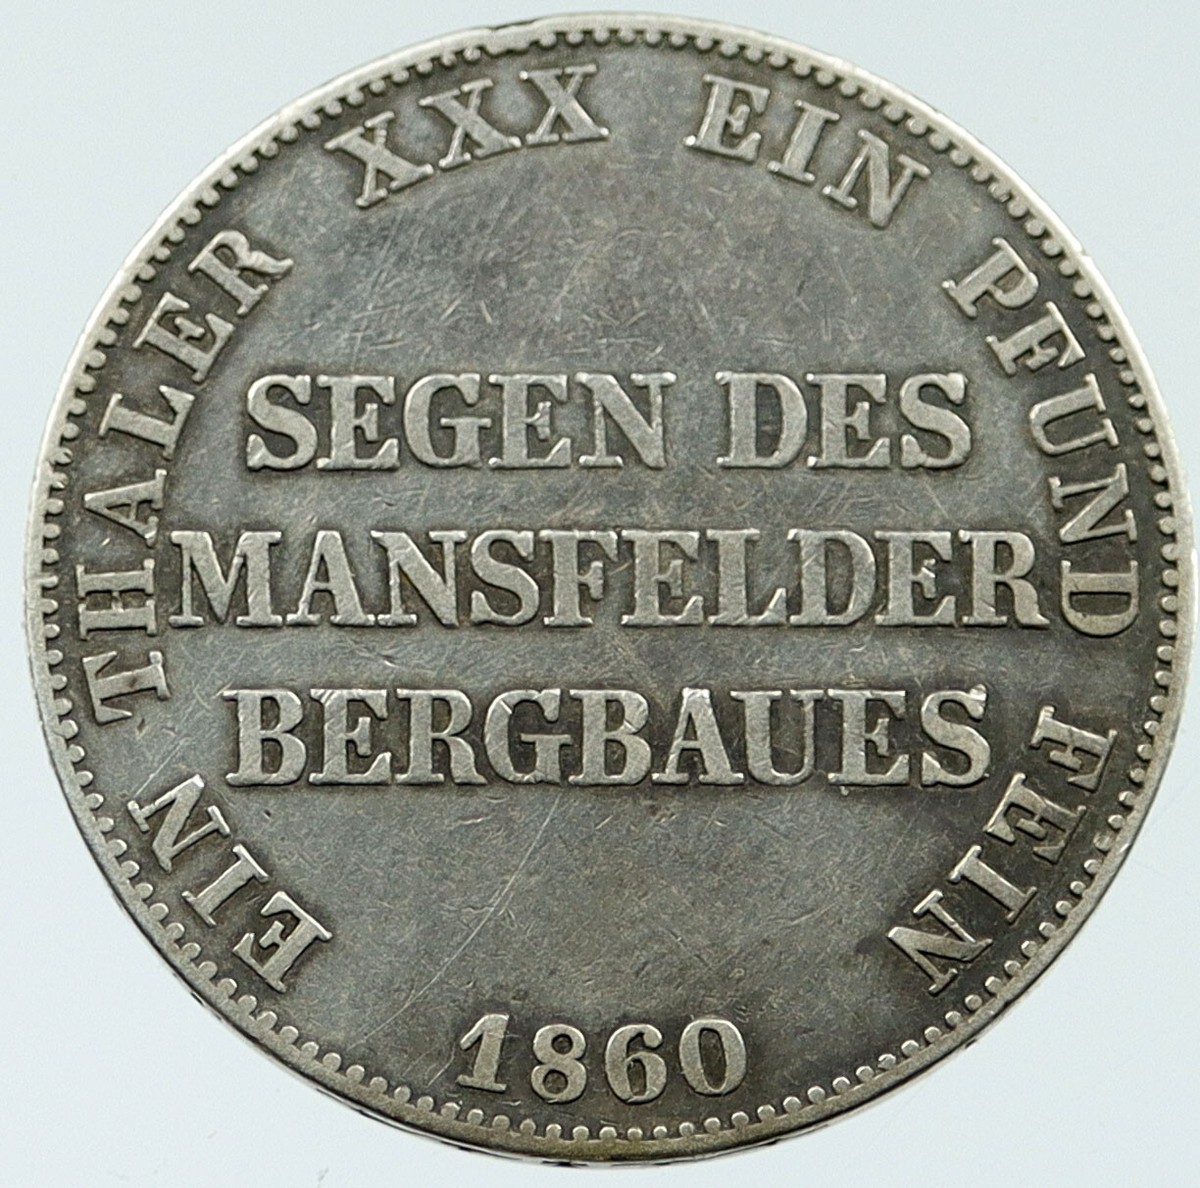 EIN THALER XXX EIN PFUND FEIN
SEGEN DES
MANSFELDER
BERGBAUES
1860